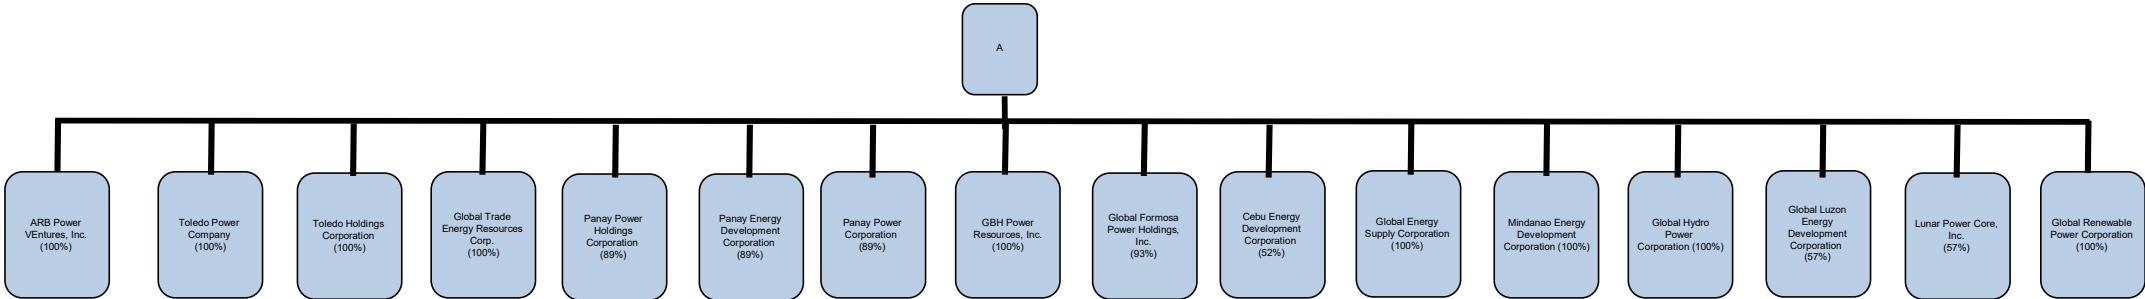 A
ARB Power
VEntures, Inc.
(100%)
Toledo Power
Company
(100%)
Toledo Holdings
Corporation
(100%)
Global Trade
Energy Resources
Corp.
(100%)
Panay Power
Holdings
Corporation
(89%)
Panay Energy
Development
Corporation
(89%)
Panay Power
Corporation
(89%)
GBH Power
Resources, Inc.
(100%)
Global Formosa
Power Holdings,
Inc.
(93%)
Cebu Energy
Development
Corporation
(52%)
Global Energy
Supply Corporation
(100%)
Mindanao Energy
Development
Corporation (100%)
Global Hydro
Power
Corporation (100%)
Global Luzon
Energy
Development
Corporation
(57%)
Lunar Power Core,
Inc.
(57%)
Global Renewable
Power Corporation
(100%)